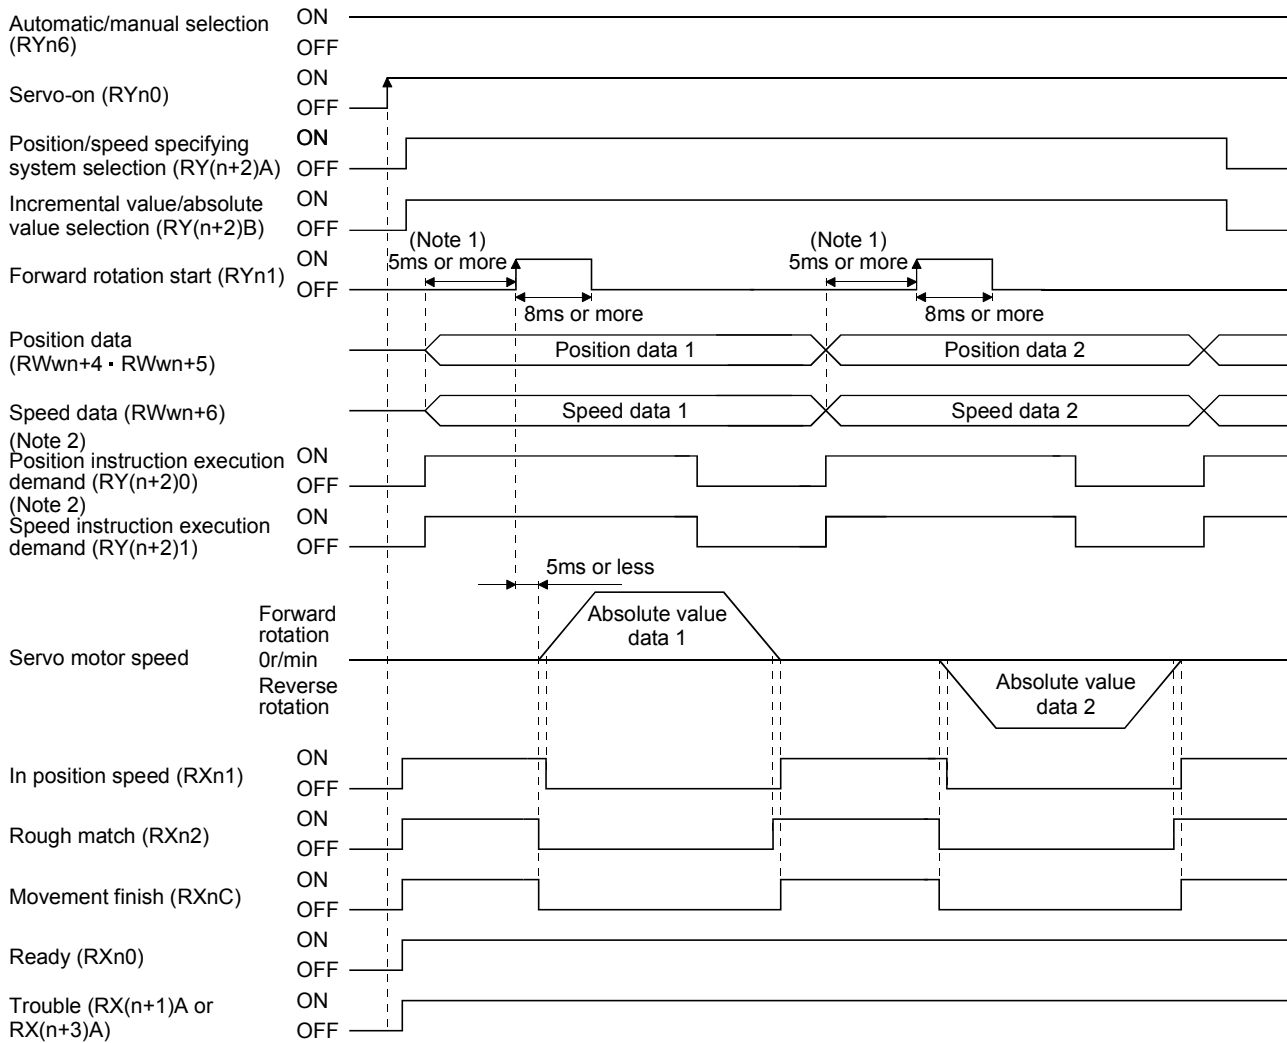 Automatic/manual selection
(RYn6)
ON
OFF
Servo-on (RYn0)
ON
OFF
Position/speed specifying
system selection (RY(n+2)A)
ON
OFF
Incremental value/absolute
value selection (RY(n+2)B)
ON
OFF
Forward rotation start (RYn1)
ON
OFF
(Note 1)
5ms or more
8ms or more
(Note 1)
5ms or more
8ms or more
Position data
(RWwn+4 · RWwn+5)
Position data 1
Position data 2
Speed data (RWwn+6)
Speed data 1
Speed data 2
(Note 2)
Position instruction execution
demand (RY(n+2)0)
ON
OFF
(Note 2)
Speed instruction execution
demand (RY(n+2)1)
ON
OFF
5ms or less
Servo motor speed
Forward
rotation
0r/min
Reverse
rotation
Absolute value
data 1
Absolute value
data 2
In position speed (RXn1)
ON
OFF
Rough match (RXn2)
ON
OFF
Movement finish (RXnC)
ON
OFF
Ready (RXn0)
ON
OFF
Trouble (RX(n+1)A or
RX(n+3)A)
ON
OFF